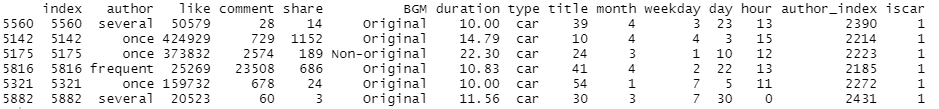 index author like comment share BGM duration type title month weekday day hour author_index iscar
5560 5560 several 50579 28 14 Original 10.00 car 39 4 3 23 13 2390 1
5142 5142 once 424929 729 1152 Original 14.79 car 10 4 4 3 15 2214 1
5175 5175 once 373832 2574 189 Non-original 22.30 car 24 3 1 10 12 2223 1
5816 5816 frequent 25269 23508 686 Original 10.83 car 41 4 2 22 13 2185 1
5321 5321 once 159732 678 24 Original 10.00 car 54 1 7 5 11 2272 1
5882 5882 several 20523 60 3 Original 11.56 car 30 3 7 30 0 2431 1